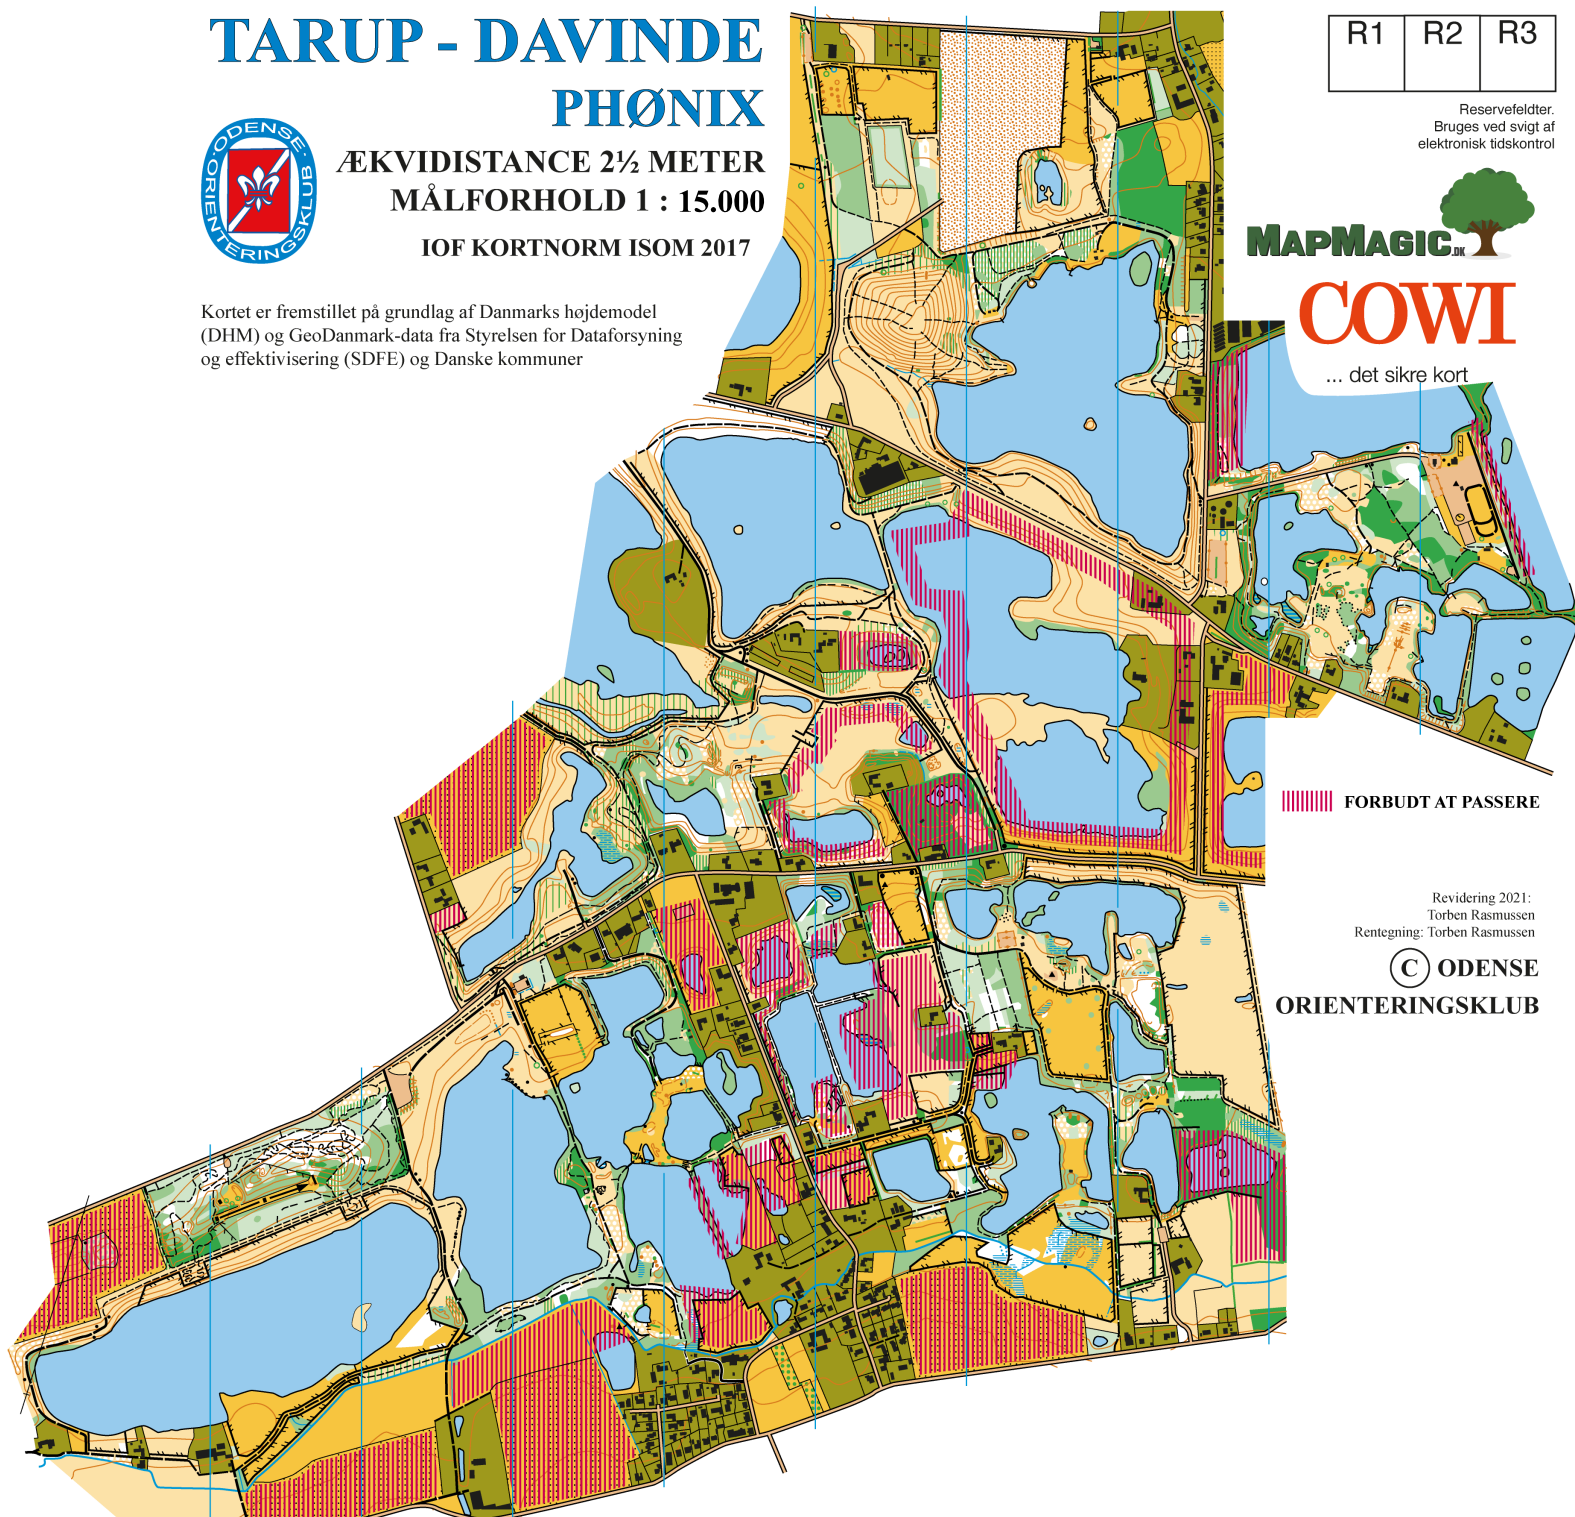 TARUP - DAVINDE
PHØNIX
ÆKVIDISTANCE 2½ METER
MÅLFORHOLD 1 : 15.000
IOF KORTNORM ISOM 2017
ODENSE
ORIENTERINGSKLUB
Kortet er fremstillet på grundlag af Danmarks højdemodel
(DHM) og GeoDanmark-data fra Styrelsen for Dataforsyning
og effektivisering (SDFE) og Danske kommuner
R1 R2 R3
Reservefeldter.
Bruges ved svigt af
elektronisk tidskontrol
MAPMAGIC.DK
COWI
... det sikre kort
FORBUDT AT PASSERE
Revidering 2021:
Torben Rasmussen
Rentegning: Torben Rasmussen
C ODENSE
ORIENTERINGSKLUB